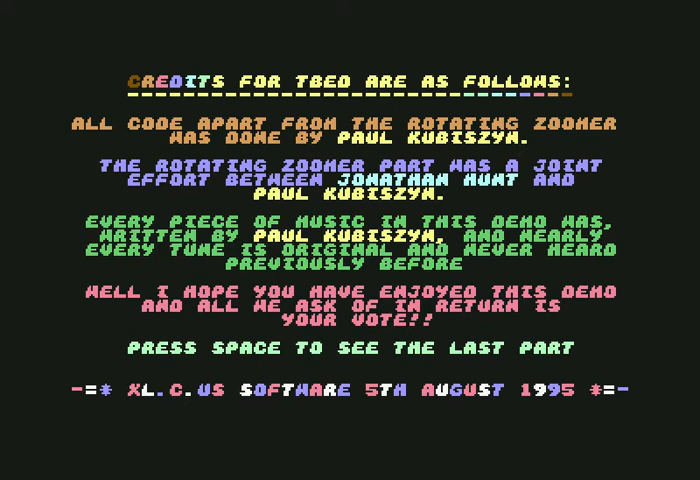 CREDITS FOR TBED ARE AS FOLLOWS:
ALL CODE APART FROM THE ROTATING ZOOMER
WAS DONE BY PAUL KUBISZYN.
THE ROTATING ZOOMER PART WAS A JOINT
EFFORT BETWEEN JONATHAN HUNT AND
PAUL KUBISZYN.
EVERY PIECE OF MUSIC IN THIS DEMO WAS,
WRITTEN BY PAUL KUBISZYN, AND NEARLY
EVERY TUNE IS ORIGINAL AND NEVER HEARD
PREVIOUSLY BEFORE
WELL I HOPE YOU HAVE ENJOYED THIS DEMO
AND ALL WE ASK OF IN RETURN IS
YOUR VOTE!!
PRESS SPACE TO SEE THE LAST PART
-=* XL.C.US SOFTWARE 5TH AUGUST 1995 *=-